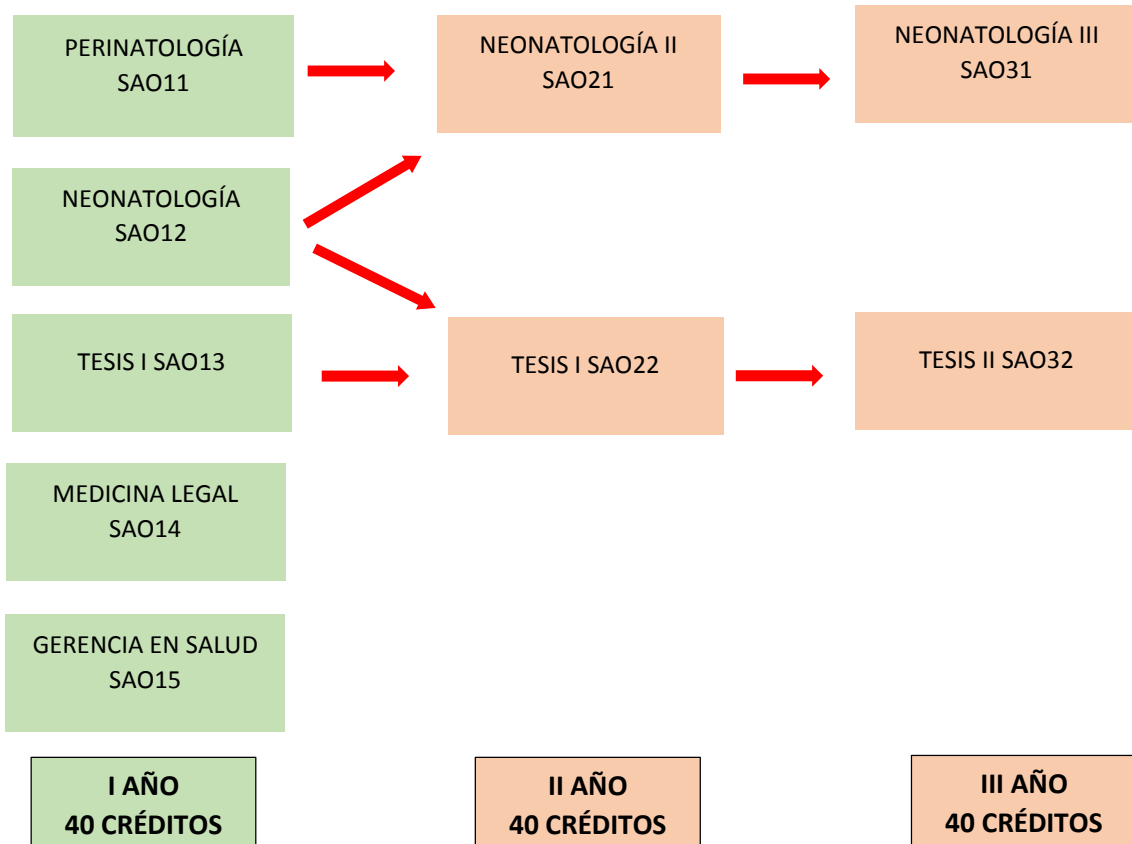 PERINATOLOGÍA
SAO11
NEONATOLOGÍA II
SAO21
NEONATOLOGÍA III
SAO31
NEONATOLOGÍA
SAO12
TESIS I SAO13
TESIS I SAO22
TESIS II SAO32
MEDICINA LEGAL
SAO14
GERENCIA EN SALUD
SAO15
I AÑO
40 CRÉDITOS
II AÑO
40 CRÉDITOS
III AÑO
40 CRÉDITOS